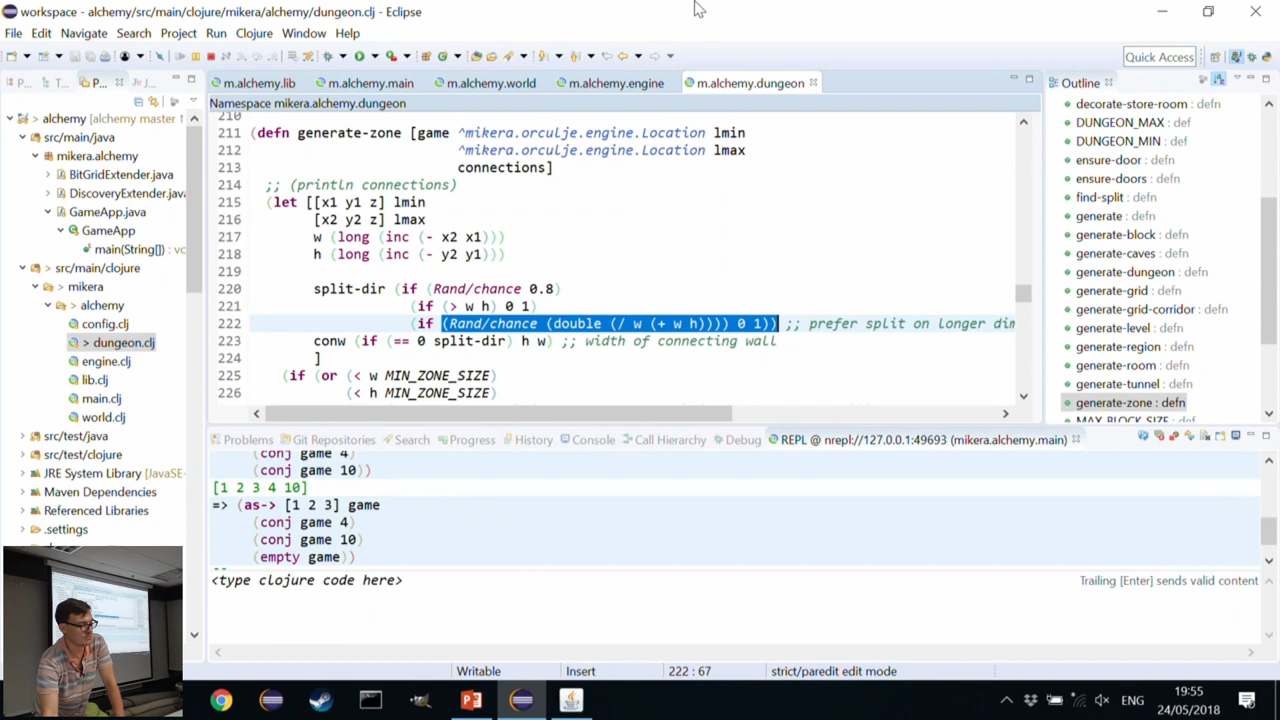 workspace - alchemy/src/main/clojure/mikera/alchemy/dungeon.clj - Eclipse
File Edit Navigate Search Project Run Clojure Window Help
Quick Access
P... T... P... J...
m.alchemy.lib m.alchemy.main m.alchemy.world m.alchemy.engine m.alchemy.dungeon
Outline
Namespace mikera.alchemy.dungeon
alchemy [alchemy master
src/main/java
mikera.alchemy
BitGridExtender.java
DiscoveryExtender.java
GameApp.java
GameApp
main(String[]) : vc
> src/main/clojure
> mikera
> alchemy
config.clj
> dungeon.clj
engine.clj
lib.clj
main.clj
world.clj
src/test/java
src/test/clojure
JRE System Library [JavaSE-
Maven Dependencies
Referenced Libraries
.settings
210
211 (defn generate-zone [game ^mikera.orculje.engine.Location lmin
212 ^mikera.orculje.engine.Location lmax
213 connections]
214 ;; (println connections)
215 (let [[x1 y1 z] lmin
216 [x2 y2 z] lmax
217 w (long (inc (- x2 x1)))
218 h (long (inc (- y2 y1)))
219
220 split-dir (if (Rand/chance 0.8)
221 (if (> w h) 0 1)
222 (if (Rand/chance (double (/ w (+ w h)))) 0 1)) ;; prefer split on longer dim
223 conw (if (== 0 split-dir) h w) ;; width of connecting wall
224 ]
225 (if (or (< w MIN_ZONE_SIZE)
226 (< h MIN_ZONE_SIZE)
decorate-store-room : defn
DUNGEON_MAX : def
DUNGEON_MIN : def
ensure-door : defn
ensure-doors : defn
find-split : defn
generate : defn
generate-block : defn
generate-caves : defn
generate-dungeon : defn
generate-grid : defn
generate-grid-corridor : defn
generate-level : defn
generate-region : defn
generate-room : defn
generate-tunnel : defn
generate-zone : defn
MAX_BLOCK_SIZE : def
Problems Git Repositories Search Progress History Console Call Hierarchy Debug REPL @ nrepl://127.0.0.1:49693 (mikera.alchemy.main)
(conj game 4)
(conj game 10))
[1 2 3 4 10]
=> (as-> [1 2 3] game
(conj game 4)
(conj game 10)
(empty game))
<type clojure code here>
Trailing [Enter] sends valid content
Writable Insert 222 : 67 strict/paredit edit mode
ENG
19:55
24/05/2018